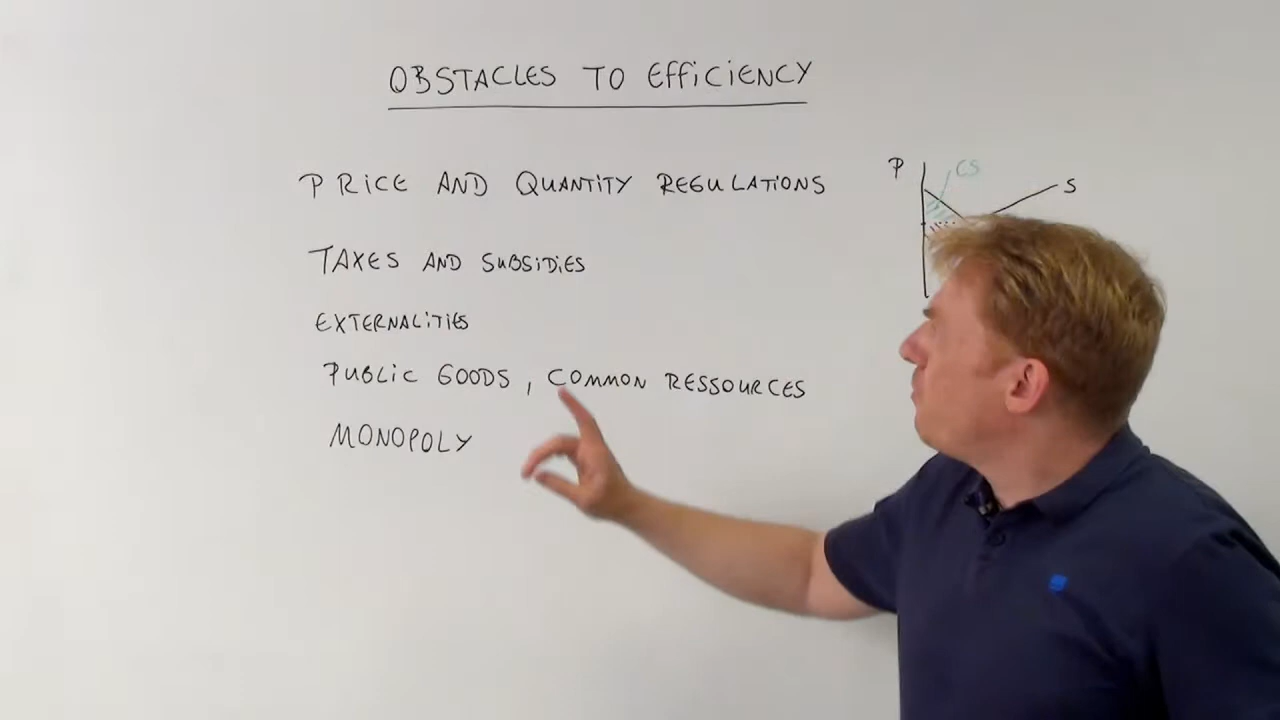 OBSTACLES TO EFFICIENCY
PRICE AND QUANTITY REGULATIONS
TAXES AND SUBSIDIES
EXTERNALITIES
PUBLIC GOODS, COMMON RESSOURCES
MONOPOLY
P
CS
S